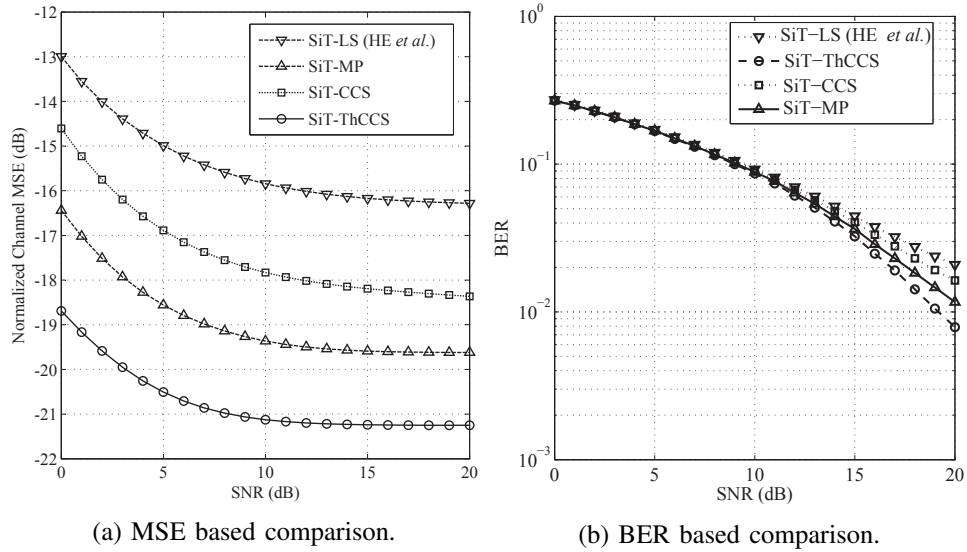 -12
-13
-14
-15
-16
-17
-18
-19
-20
-21
-22
0
5
10
15
20
Normalized Channel MSE (dB)
SNR (dB)
SiT-LS (HE et al.)
SiT-MP
SiT-CCS
SiT-ThCCS
(a) MSE based comparison.
10^0
10^-1
10^-2
10^-3
0
5
10
15
20
BER
SNR (dB)
SiT−LS (HE et al.)
SiT−ThCCS
SiT−CCS
SiT−MP
(b) BER based comparison.